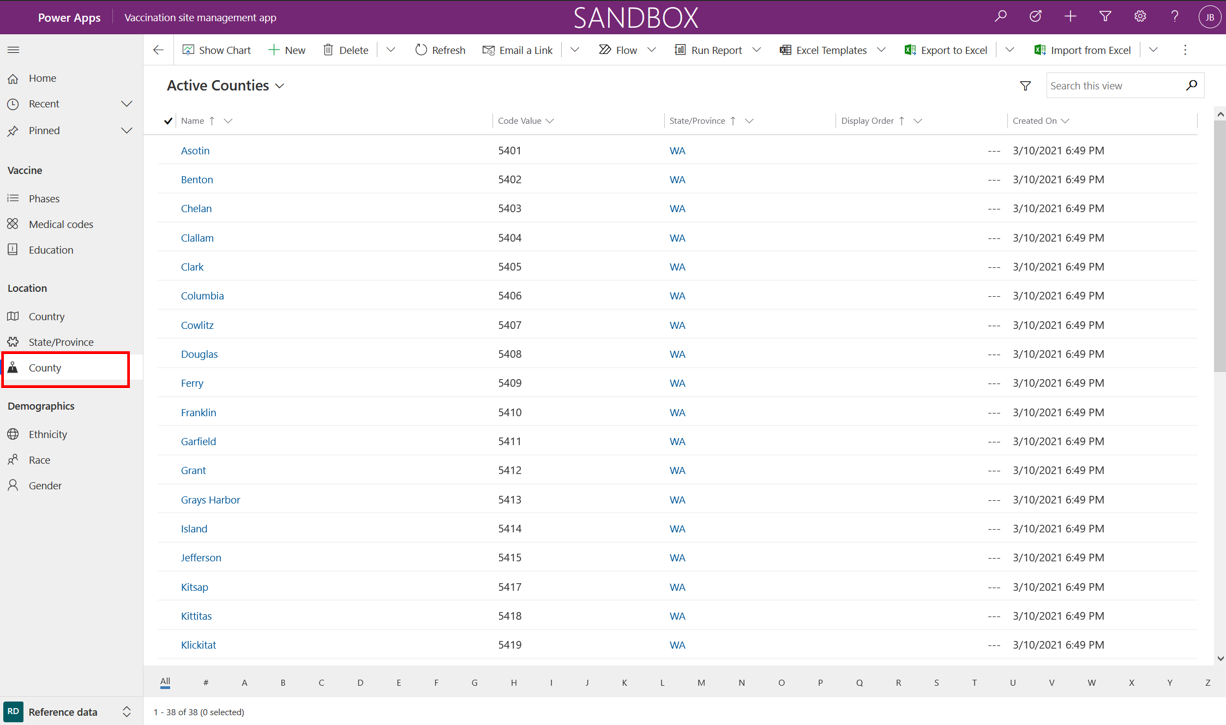 Power Apps Vaccination site management app SANDBOX ? JB
Show Chart New Delete Refresh Email a Link Flow Run Report Excel Templates Export to Excel Import from Excel
Home
Recent
Pinned
Vaccine
Phases
Medical codes
Education
Location
Country
State/Province
County
Demographics
Ethnicity
Race
Gender
RD Reference data
Active Counties
Search this view
Name ↑ Code Value State/Province ↑ Display Order ↑ Created On
Asotin 5401 WA --- 3/10/2021 6:49 PM
Benton 5402 WA --- 3/10/2021 6:49 PM
Chelan 5403 WA --- 3/10/2021 6:49 PM
Clallam 5404 WA --- 3/10/2021 6:49 PM
Clark 5405 WA --- 3/10/2021 6:49 PM
Columbia 5406 WA --- 3/10/2021 6:49 PM
Cowlitz 5407 WA --- 3/10/2021 6:49 PM
Douglas 5408 WA --- 3/10/2021 6:49 PM
Ferry 5409 WA --- 3/10/2021 6:49 PM
Franklin 5410 WA --- 3/10/2021 6:49 PM
Garfield 5411 WA --- 3/10/2021 6:49 PM
Grant 5412 WA --- 3/10/2021 6:49 PM
Grays Harbor 5413 WA --- 3/10/2021 6:49 PM
Island 5414 WA --- 3/10/2021 6:49 PM
Jefferson 5415 WA --- 3/10/2021 6:49 PM
Kitsap 5417 WA --- 3/10/2021 6:49 PM
Kittitas 5418 WA --- 3/10/2021 6:49 PM
Klickitat 5419 WA --- 3/10/2021 6:49 PM
All # A B C D E F G H I J K L M N O P Q R S T U V W X Y Z
1 - 38 of 38 (0 selected)